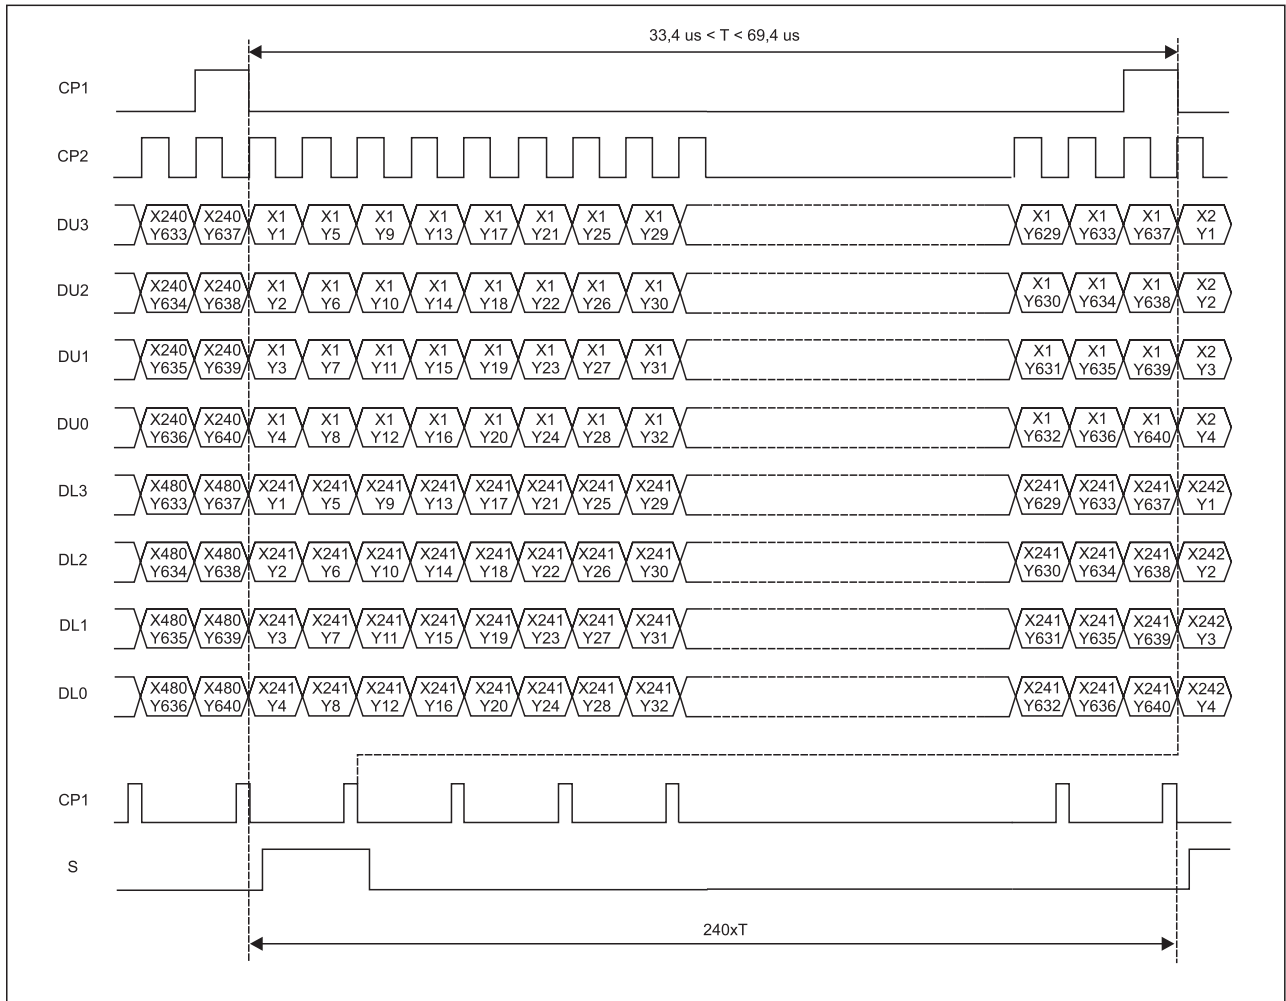 33,4 us < T < 69,4 us
CP1
CP2
DU3 X240 X240 X1 X1 X1 X1 X1 X1 X1 X1 X1 X1 X1 X2
Y633 Y637 Y1 Y5 Y9 Y13 Y17 Y21 Y25 Y29 Y629 Y633 Y637 Y1
DU2 X240 X240 X1 X1 X1 X1 X1 X1 X1 X1 X1 X1 X1 X2
Y634 Y638 Y2 Y6 Y10 Y14 Y18 Y22 Y26 Y30 Y630 Y634 Y638 Y2
DU1 X240 X240 X1 X1 X1 X1 X1 X1 X1 X1 X1 X1 X1 X2
Y635 Y639 Y3 Y7 Y11 Y15 Y19 Y23 Y27 Y31 Y631 Y635 Y639 Y3
DU0 X240 X240 X1 X1 X1 X1 X1 X1 X1 X1 X1 X1 X1 X2
Y636 Y640 Y4 Y8 Y12 Y16 Y20 Y24 Y28 Y32 Y632 Y636 Y640 Y4
DL3 X480 X480 X241 X241 X241 X241 X241 X241 X241 X241 X241 X241 X241 X242
Y633 Y637 Y1 Y5 Y9 Y13 Y17 Y21 Y25 Y29 Y629 Y633 Y637 Y1
DL2 X480 X480 X241 X241 X241 X241 X241 X241 X241 X241 X241 X241 X241 X242
Y634 Y638 Y2 Y6 Y10 Y14 Y18 Y22 Y26 Y30 Y630 Y634 Y638 Y2
DL1 X480 X480 X241 X241 X241 X241 X241 X241 X241 X241 X241 X241 X241 X242
Y635 Y639 Y3 Y7 Y11 Y15 Y19 Y23 Y27 Y31 Y631 Y635 Y639 Y3
DL0 X480 X480 X241 X241 X241 X241 X241 X241 X241 X241 X241 X241 X241 X242
Y636 Y640 Y4 Y8 Y12 Y16 Y20 Y24 Y28 Y32 Y632 Y636 Y640 Y4
CP1
S
240xT